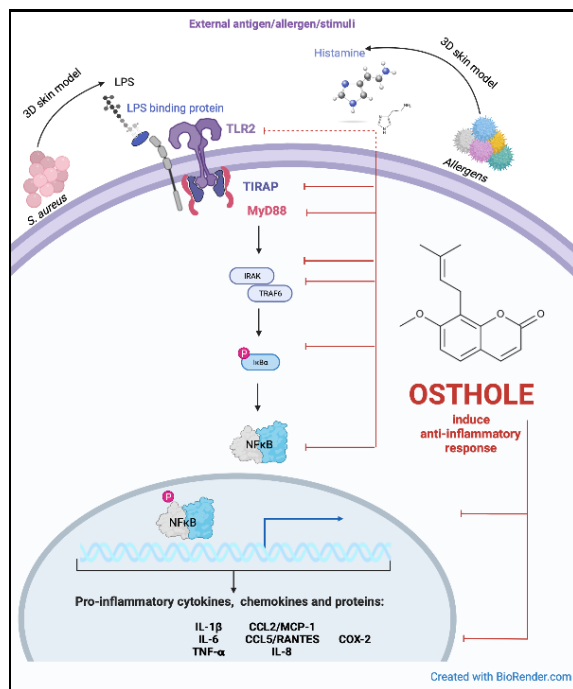 External antigen/allergen/stimuli
3D skin model
LPS
LPS binding protein
TLR2
S. aureus
Histamine
3D skin model
Allergens
TIRAP
MyD88
IRAK
TRAF6
P
IκBα
NFκB
O
O
O
OSTHOLE
induce
anti-inflammatory
response
P
NFκB
Pro-inflammatory cytokines, chemokines and proteins:
IL-1β CCL2/MCP-1
IL-6 CCL5/RANTES COX-2
TNF-α IL-8
Created with BioRender.com